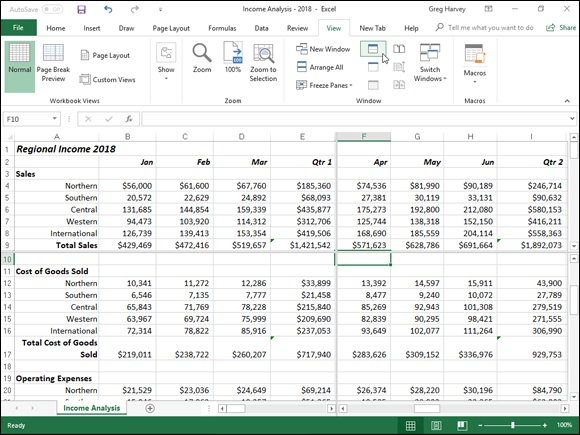 AutoSave Off Income Analysis - 2018 - Excel Greg Harvey
File Home Insert Draw Page Layout Formulas Data Review View New Tab Tell me what you want to do Share
Normal Page Break Preview Page Layout Custom Views
Show Zoom 100% Zoom to Selection
New Window
Arrange All
Freeze Panes
Switch Windows Macros
Workbook Views Zoom Window Macros
F10 fx
A B C D E F G H I
1 Regional Income 2018
2 Jan Feb Mar Qtr 1 Apr May Jun Qtr 2
3 Sales
4 Northern $56,000 $61,600 $67,760 $185,360 $74,536 $81,990 $90,189 $246,714
5 Southern 20,572 22,629 24,892 $68,093 27,381 30,119 33,131 $90,632
6 Central 131,685 144,854 159,339 $435,877 175,273 192,800 212,080 $580,153
7 Western 94,473 103,920 114,312 $312,706 125,744 138,318 152,150 $416,212
8 International 126,739 139,413 153,354 $419,506 168,690 185,559 204,114 $558,363
9 Total Sales $429,469 $472,416 $519,657 $1,421,542 $571,623 $628,786 $691,664 $1,892,073
10
11 Cost of Goods Sold
12 Northern 10,341 11,272 12,286 $33,899 13,392 14,597 15,911 43,900
13 Southern 6,546 7,135 7,777 $21,458 8,477 9,240 10,072 27,789
14 Central 65,843 71,769 78,228 $215,840 85,269 92,943 101,308 279,519
15 Western 63,967 69,724 75,999 $209,690 82,839 90,295 98,421 271,555
16 International 72,314 78,822 85,916 $237,053 93,649 102,077 111,264 306,990
Total Cost of Goods
17 Sold $219,011 $238,722 $260,207 $717,940 $283,626 $309,152 $336,976 929,753
18
19 Operating Expenses
20 Northern $21,529 $23,036 $24,649 $69,214 $26,374 $28,220 $30,196 $84,790
Income Analysis
Ready 100%